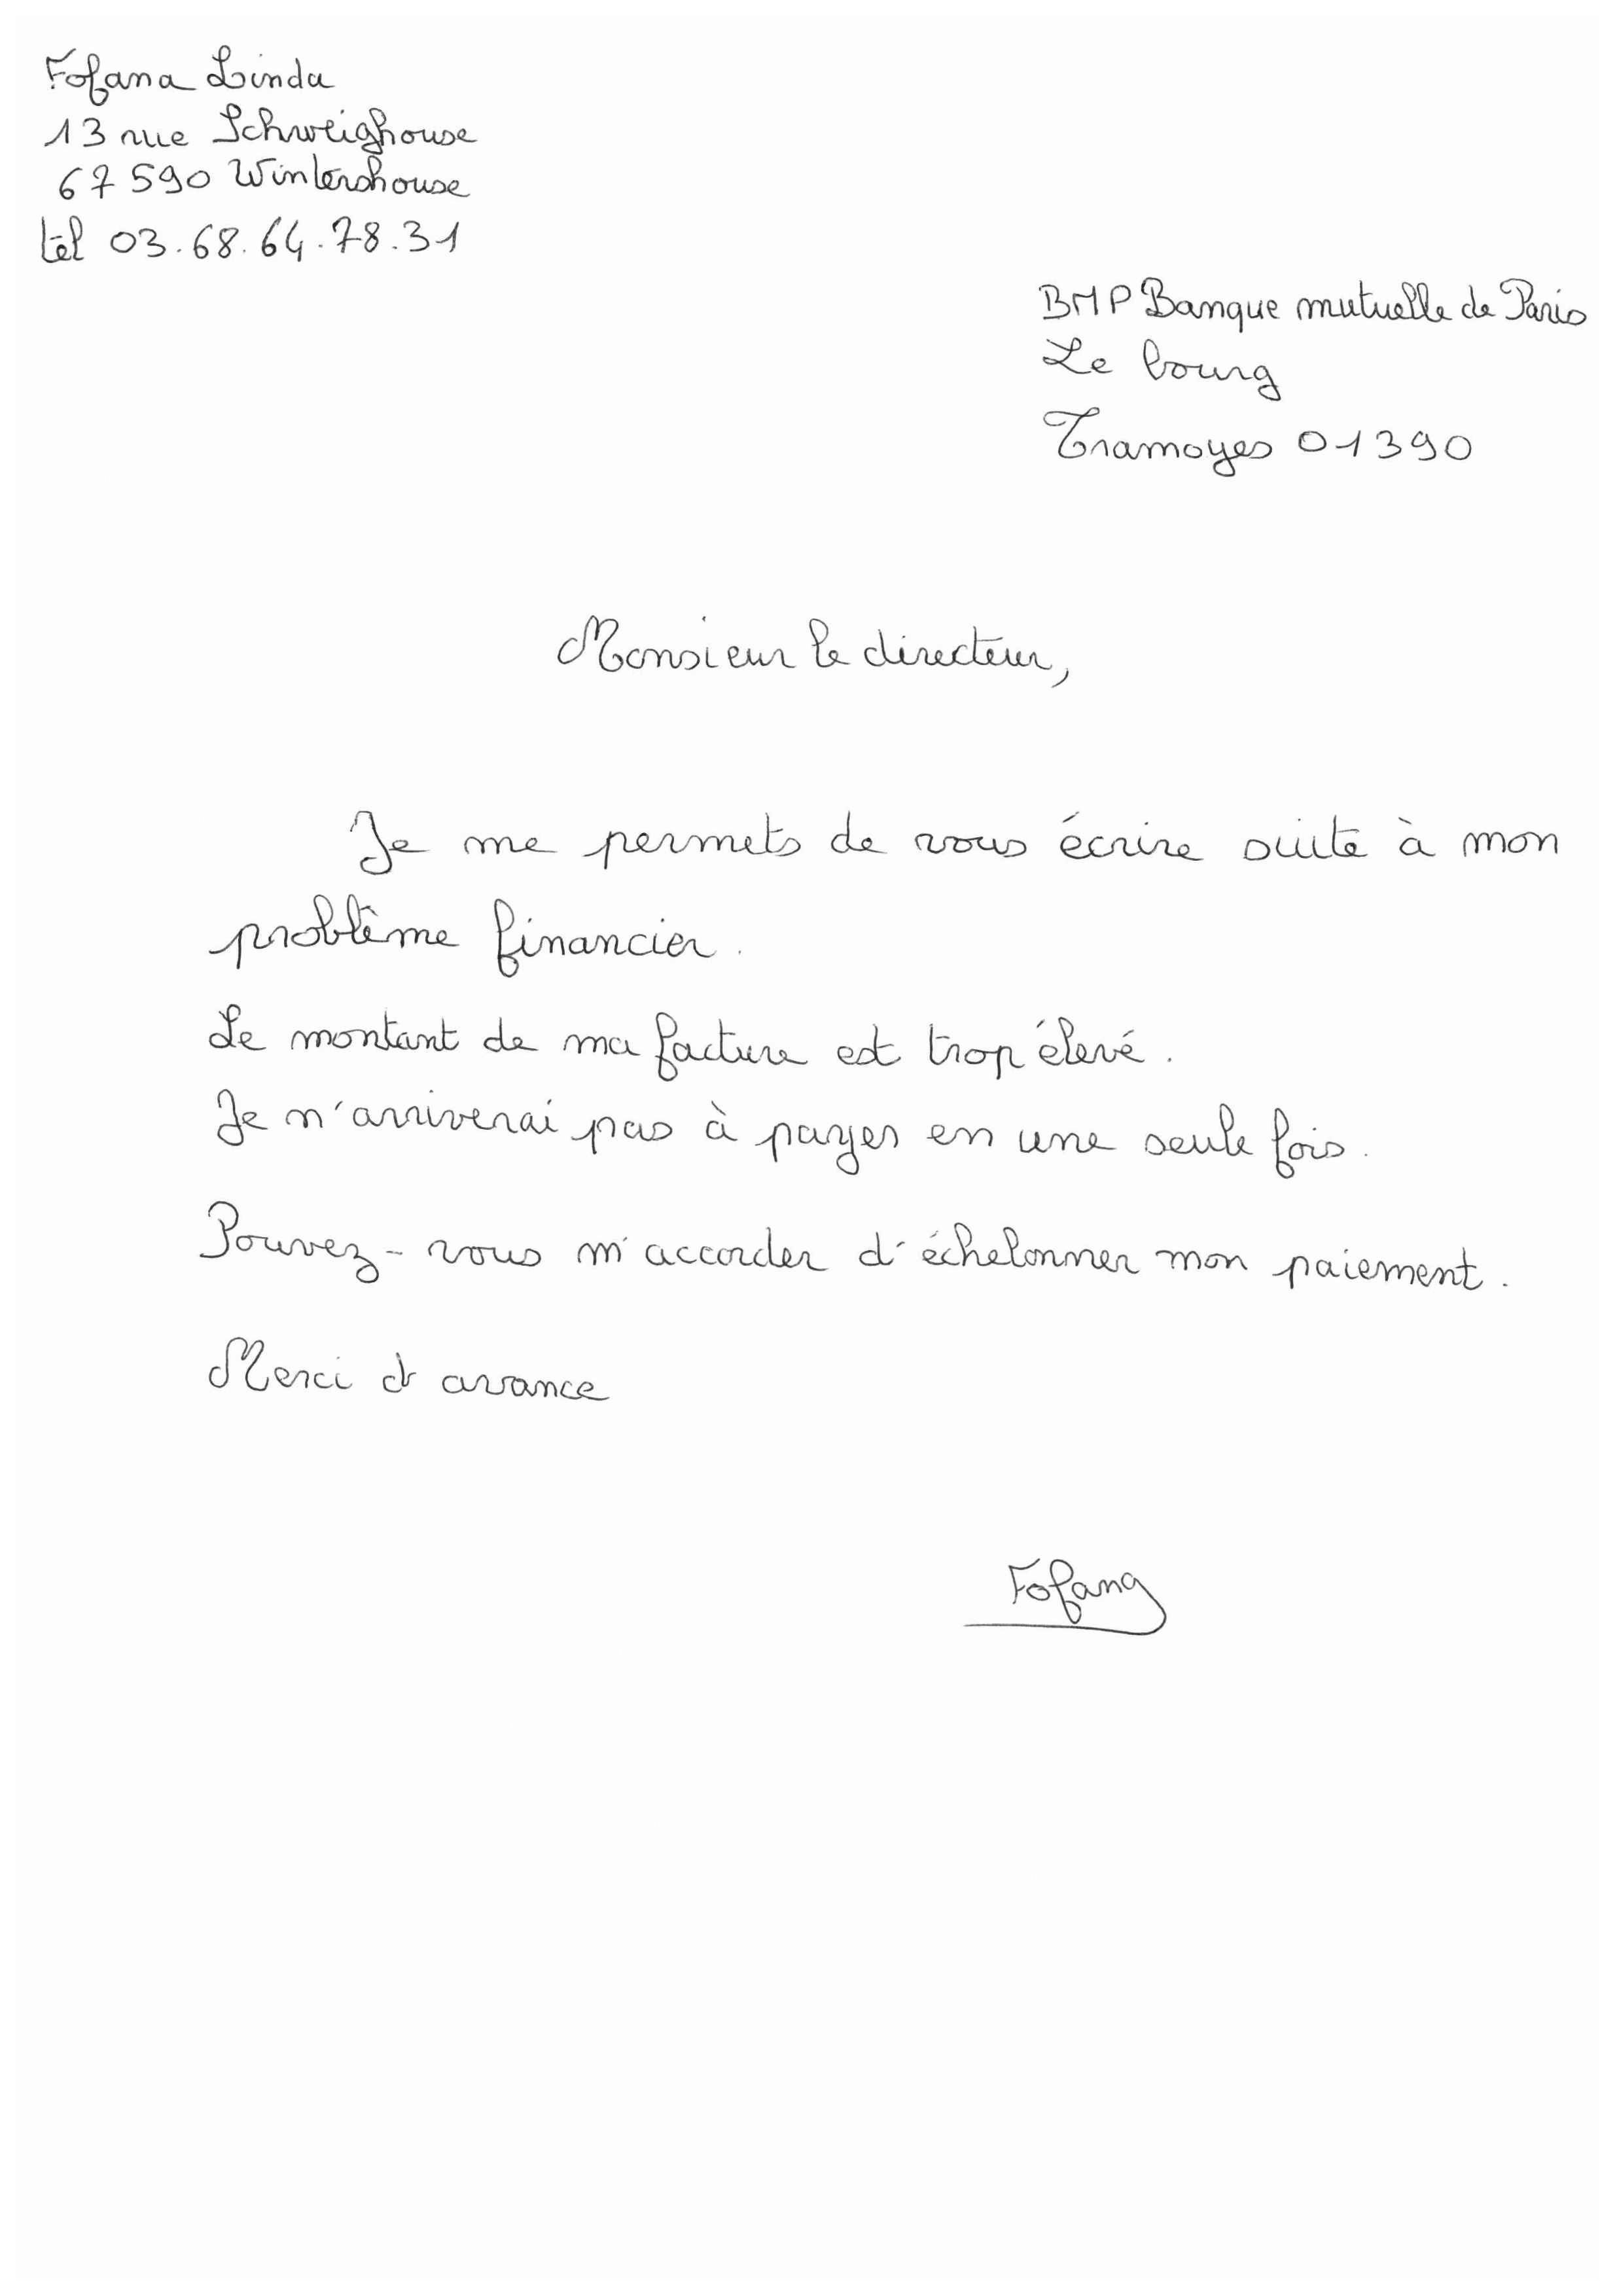 Fofana Linda
13 rue Schweighouse
67590 Wintershouse
tél 03.68.64.78.31
BMP Banque mutuelle de Paris
Le bourg
Tramoyes 01390
Monsieur le directeur,
Je me permets de vous écrire suite à mon
problème financier.
Le montant de ma facture est trop élevé.
Je n'arriverai pas à payer en une seule fois.
Pouvez-vous m'accorder d'échelonner mon paiement.
Merci d'avance
Fofana